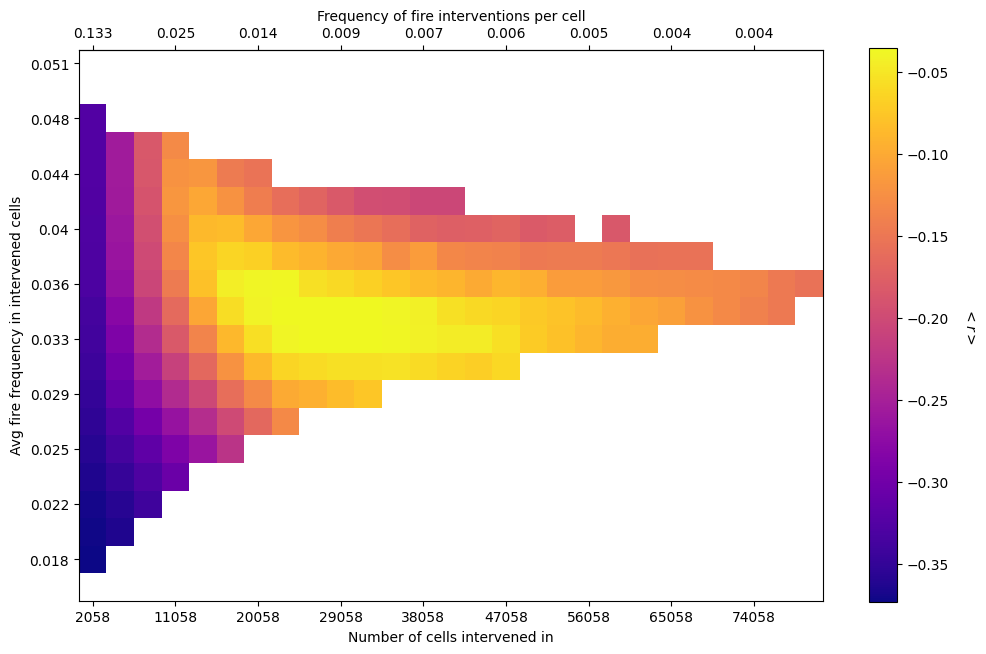 Frequency of fire interventions per cell
0.133 0.025 0.014 0.009 0.007 0.006 0.005 0.004 0.004
Avg fire frequency in intervened cells
0.051
0.048
0.044
0.04
0.036
0.033
0.029
0.025
0.022
0.018
2058 11058 20058 29058 38058 47058 56058 65058 74058
Number of cells intervened in
−0.05
−0.10
−0.15
−0.20
−0.25
−0.30
−0.35
< r >